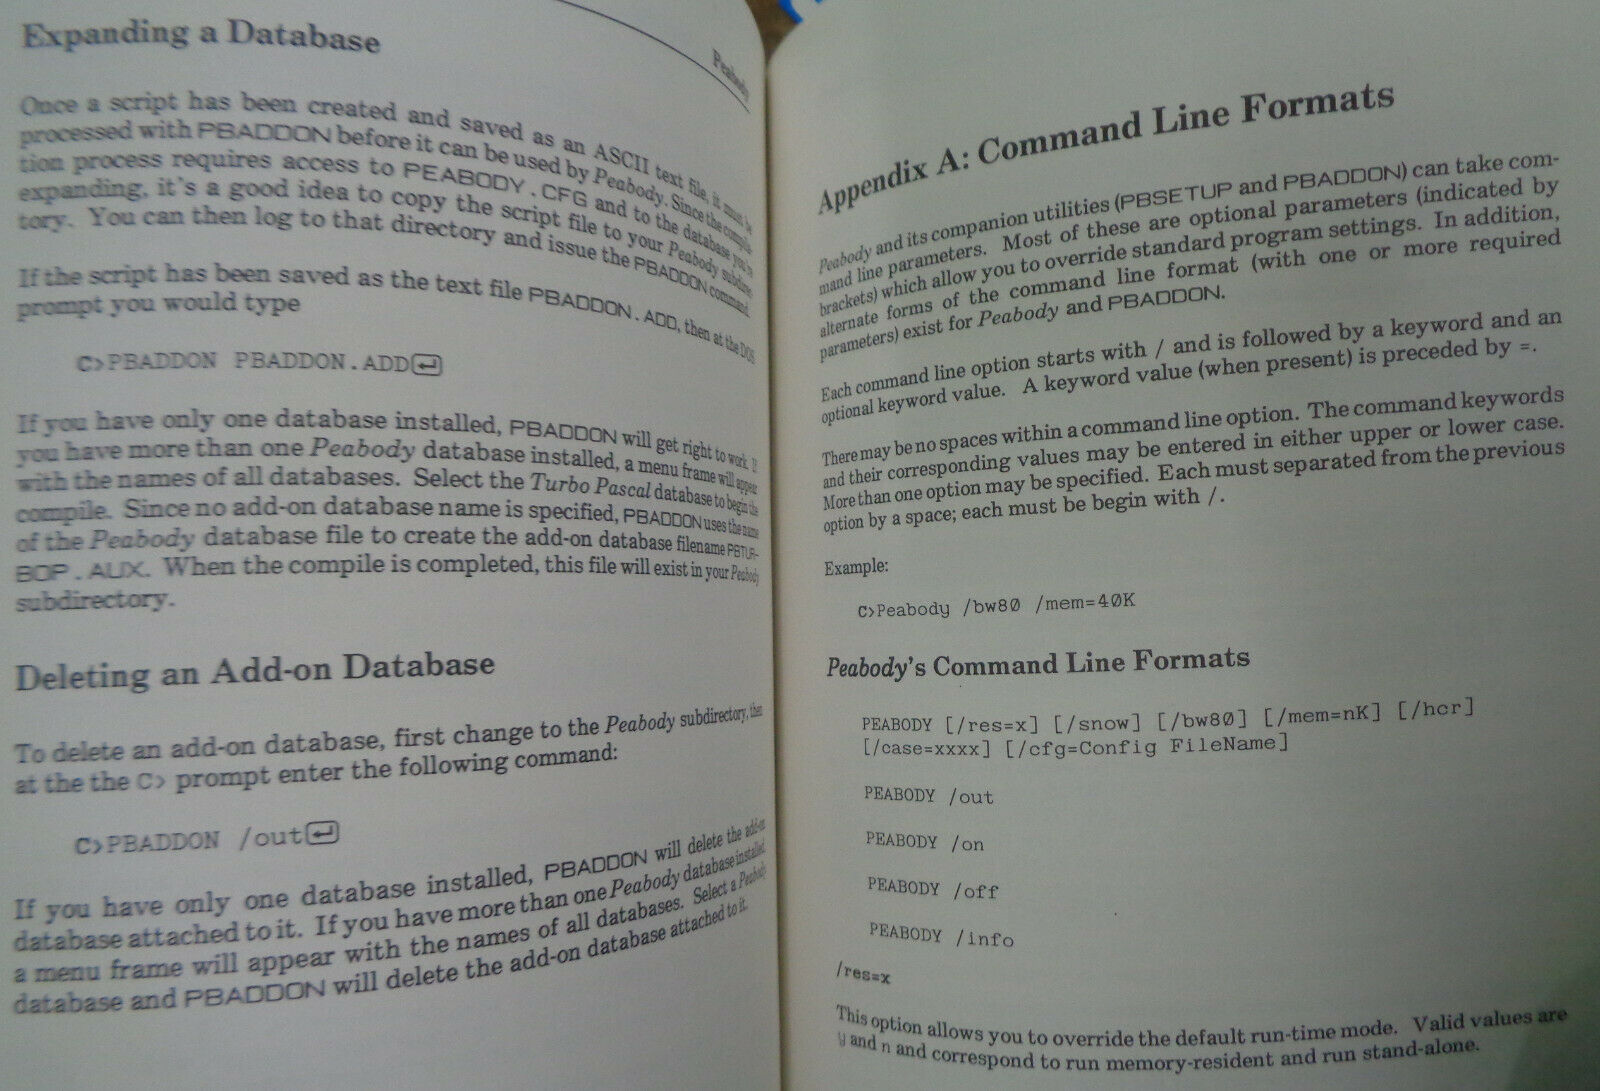 Expanding a Database
Peabody
Once a script has been created and saved as an ASCII text file, it must be
processed with PBADDON before it can be used by Peabody. Since the compila-
tion process requires access to PEABODY.CFG and to the database you're
expanding, it's a good idea to copy the script file to your Peabody subdirec-
tory. You can then log to that directory and issue the PBADDON command.
If the script has been saved as the text file PBADDON.ADD, then at the DOS
prompt you would type
C>PBADDON PBADDON.ADD
If you have only one database installed, PBADDON will get right to work. If
you have more than one Peabody database installed, a menu frame will appear
with the names of all databases. Select the Turbo Pascal database to begin the
compile. Since no add-on database name is specified, PBADDON uses the name
of the Peabody database file to create the add-on database filename PBTUR-
BOP.AUX. When the compile is completed, this file will exist in your Peabody
subdirectory.
Deleting an Add-on Database
To delete an add-on database, first change to the Peabody subdirectory, then
at the the C> prompt enter the following command:
C>PBADDON /out
If you have only one database installed, PBADDON will delete the add-on
database attached to it. If you have more than one Peabody database installed
a menu frame will appear with the names of all databases. Select a Peabody
database and PBADDON will delete the add-on database attached to it.
Appendix A: Command Line Formats
Peabody and its companion utilities (PBSETUP and PBADDON) can take com-
mand line parameters. Most of these are optional parameters (indicated by
brackets) which allow you to override standard program settings. In addition,
alternate forms of the command line format (with one or more required
parameters) exist for Peabody and PBADDON.
Each command line option starts with / and is followed by a keyword and an
optional keyword value. A keyword value (when present) is preceded by =.
There may be no spaces within a command line option. The command keywords
and their corresponding values may be entered in either upper or lower case.
More than one option may be specified. Each must separated from the previous
option by a space; each must be begin with /.
Example:
C>Peabody /bw80 /mem=40K
Peabody's Command Line Formats
PEABODY [/res=x] [/snow] [/bw80] [/mem=nK] [/hcr]
[/case=xxxx] [/cfg=Config FileName]
PEABODY /out
PEABODY /on
PEABODY /off
PEABODY /info
/res=x
This option allows you to override the default run-time mode. Valid values are
y and n and correspond to run memory-resident and run stand-alone.